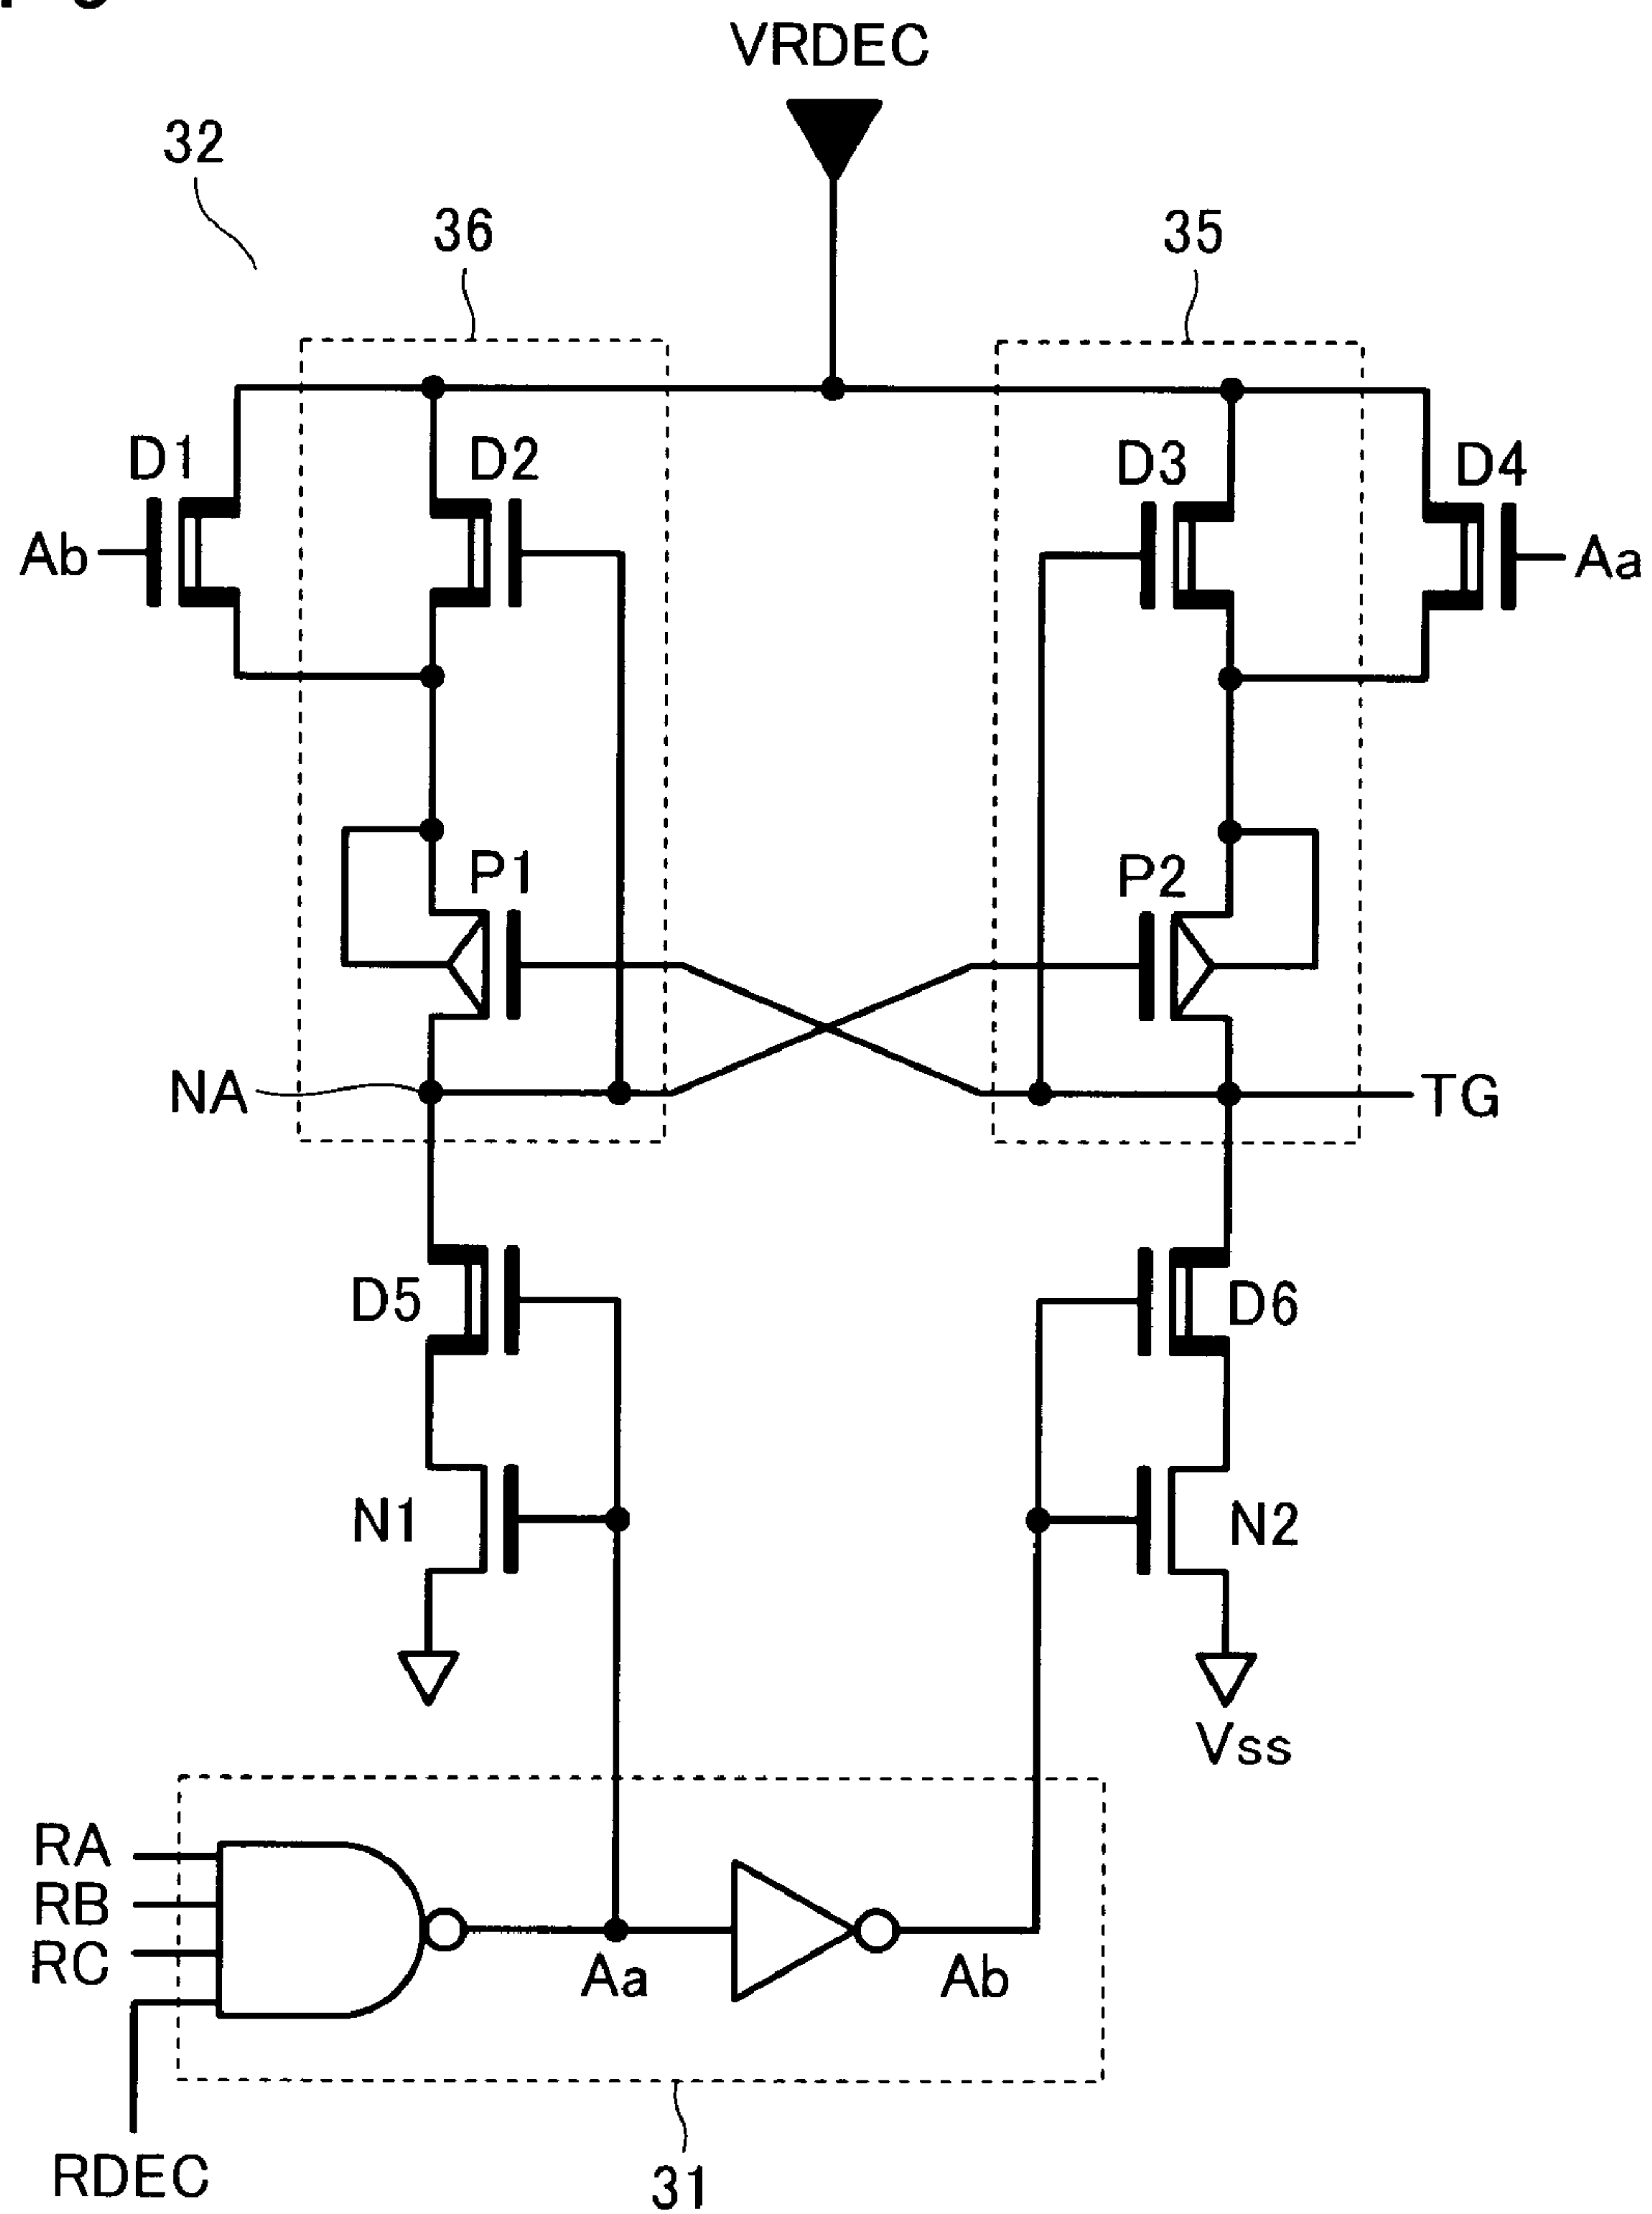 VRDEC
32
36
35
D1
D2
D3
D4
Ab
Aa
P1
P2
NA
TG
D5
D6
N1
N2
Vss
RA
RB
RC
Aa
Ab
RDEC
31